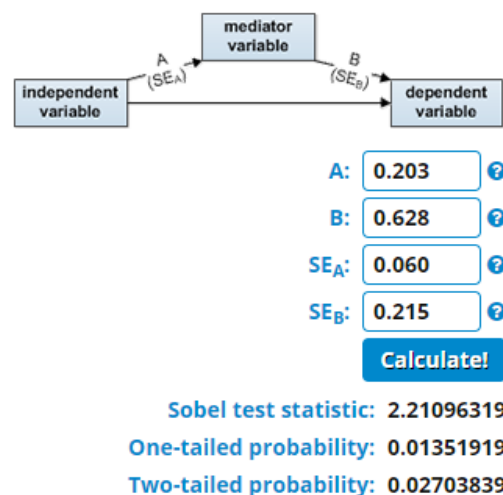 mediator
variable
A
(SEA)
B
(SEB)
independent
variable
dependent
variable
A: 0.203 ?
B: 0.628 ?
SEA: 0.060 ?
SEB: 0.215 ?
Calculate!
Sobel test statistic: 2.21096319
One-tailed probability: 0.01351919
Two-tailed probability: 0.02703839